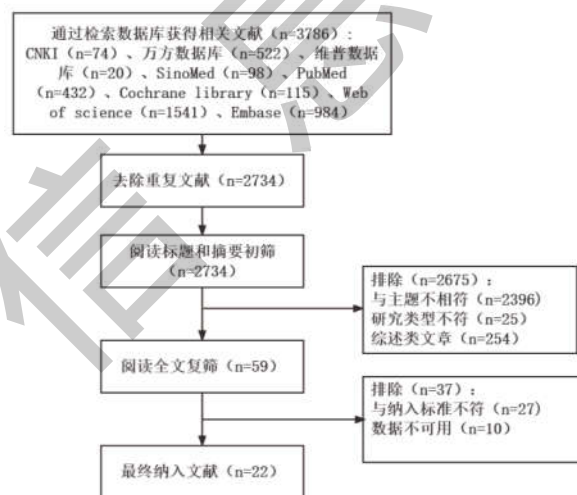 通过检索数据库获得相关文献（n=3786）：
CNKI（n=74）、万方数据库（n=522）、维普数据
库（n=20）、SinoMed（n=98）、PubMed
（n=432）、Cochrane library（n=115）、Web
of science（n=1541）、Embase（n=984）
去除重复文献（n=2734）
阅读标题和摘要初筛
（n=2734）
排除（n=2675）：
与主题不相符（n=2396）
研究类型不符（n=25）
综述类文章（n=254）
阅读全文复筛（n=59）
排除（n=37）：
与纳入标准不符（n=27）
数据不可用（n=10）
最终纳入文献（n=22）
信息